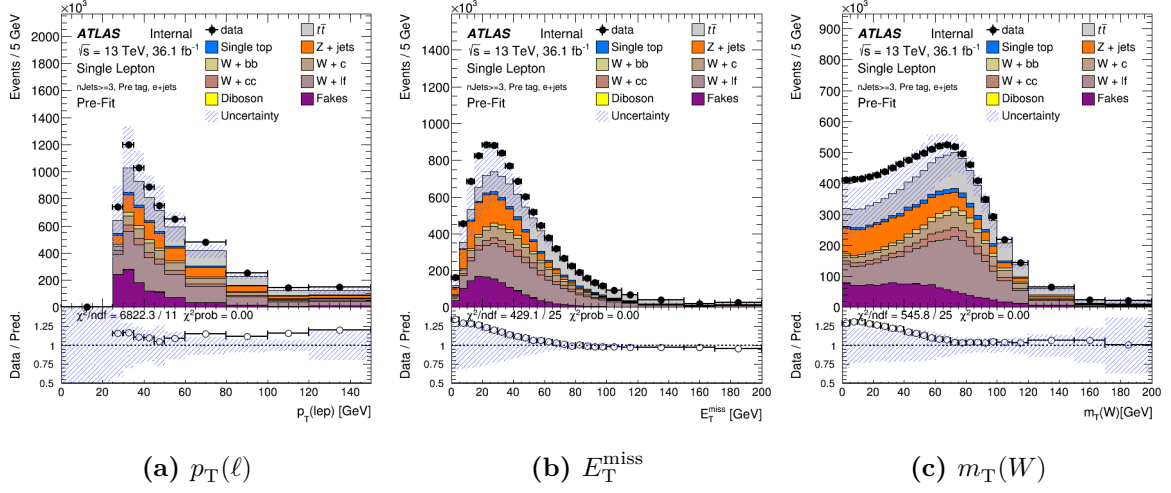 ×10³
ATLAS Internal
√s = 13 TeV, 36.1 fb⁻¹
Single Lepton
nJets>=3, Pre tag, e+jets
Pre-Fit
data
tt̄
Single top
Z + jets
W + bb
W + c
W + cc
W + lf
Diboson
Fakes
Uncertainty
Events / 5 GeV
2000
1800
1600
1400
1200
1000
800
600
400
200
0
χ²/ndf = 6822.3 / 11 χ²prob = 0.00
Data / Pred.
1.25
1
0.75
0.5
0 20 40 60 80 100 120 140
p_T(lep) [GeV]
×10³
ATLAS Internal
√s = 13 TeV, 36.1 fb⁻¹
Single Lepton
nJets>=3, Pre tag, e+jets
Pre-Fit
data
tt̄
Single top
Z + jets
W + bb
W + c
W + cc
W + lf
Diboson
Fakes
Uncertainty
Events / 5 GeV
1400
1200
1000
800
600
400
200
0
χ²/ndf = 429.1 / 25 χ²prob = 0.00
Data / Pred.
1.25
1
0.75
0.5
0 20 40 60 80 100 120 140 160 180 200
E_T^miss [GeV]
×10³
ATLAS Internal
√s = 13 TeV, 36.1 fb⁻¹
Single Lepton
nJets>=3, Pre tag, e+jets
Pre-Fit
data
tt̄
Single top
Z + jets
W + bb
W + c
W + cc
W + lf
Diboson
Fakes
Uncertainty
Events / 5 GeV
900
800
700
600
500
400
300
200
100
0
χ²/ndf = 545.8 / 25 χ²prob = 0.00
Data / Pred.
1.25
1
0.75
0.5
0 20 40 60 80 100 120 140 160 180 200
m_T(W)[GeV]
(a) p_T(ℓ)
(b) E_T^miss
(c) m_T(W)